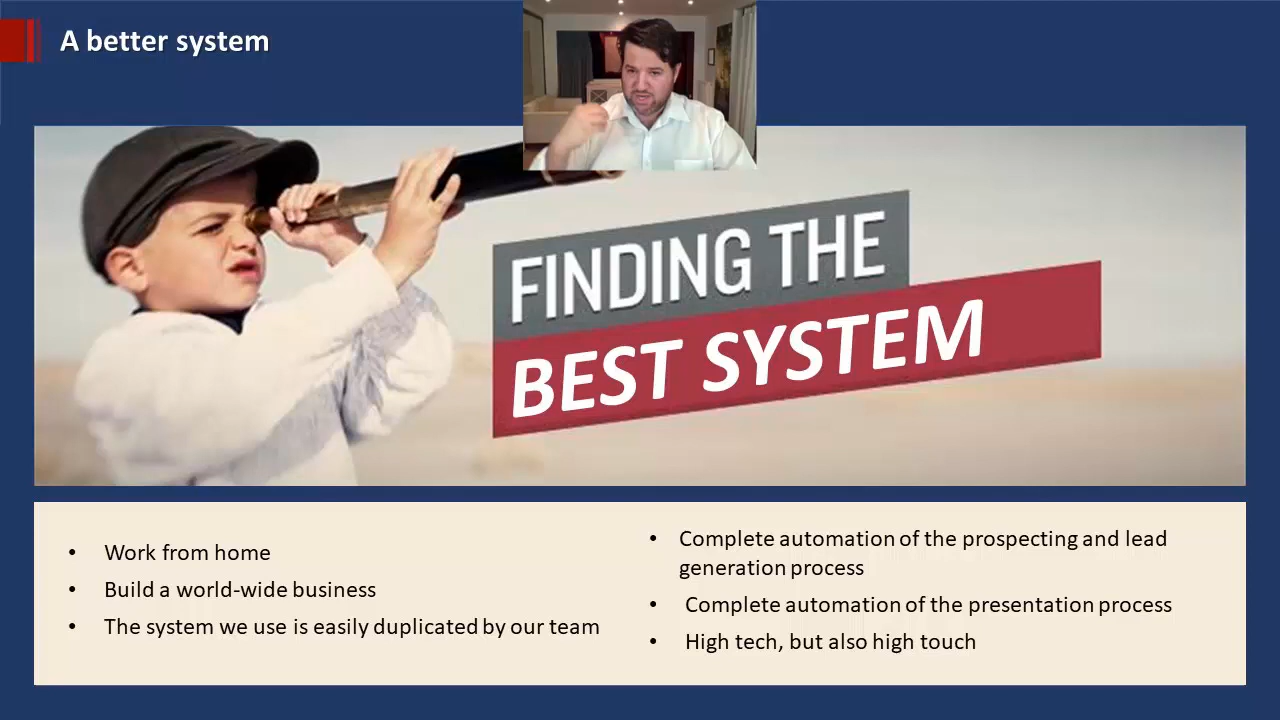 A better system
FINDING THE
BEST SYSTEM
• Work from home
• Build a world-wide business
• The system we use is easily duplicated by our team
• Complete automation of the prospecting and lead
generation process
• Complete automation of the presentation process
• High tech, but also high touch